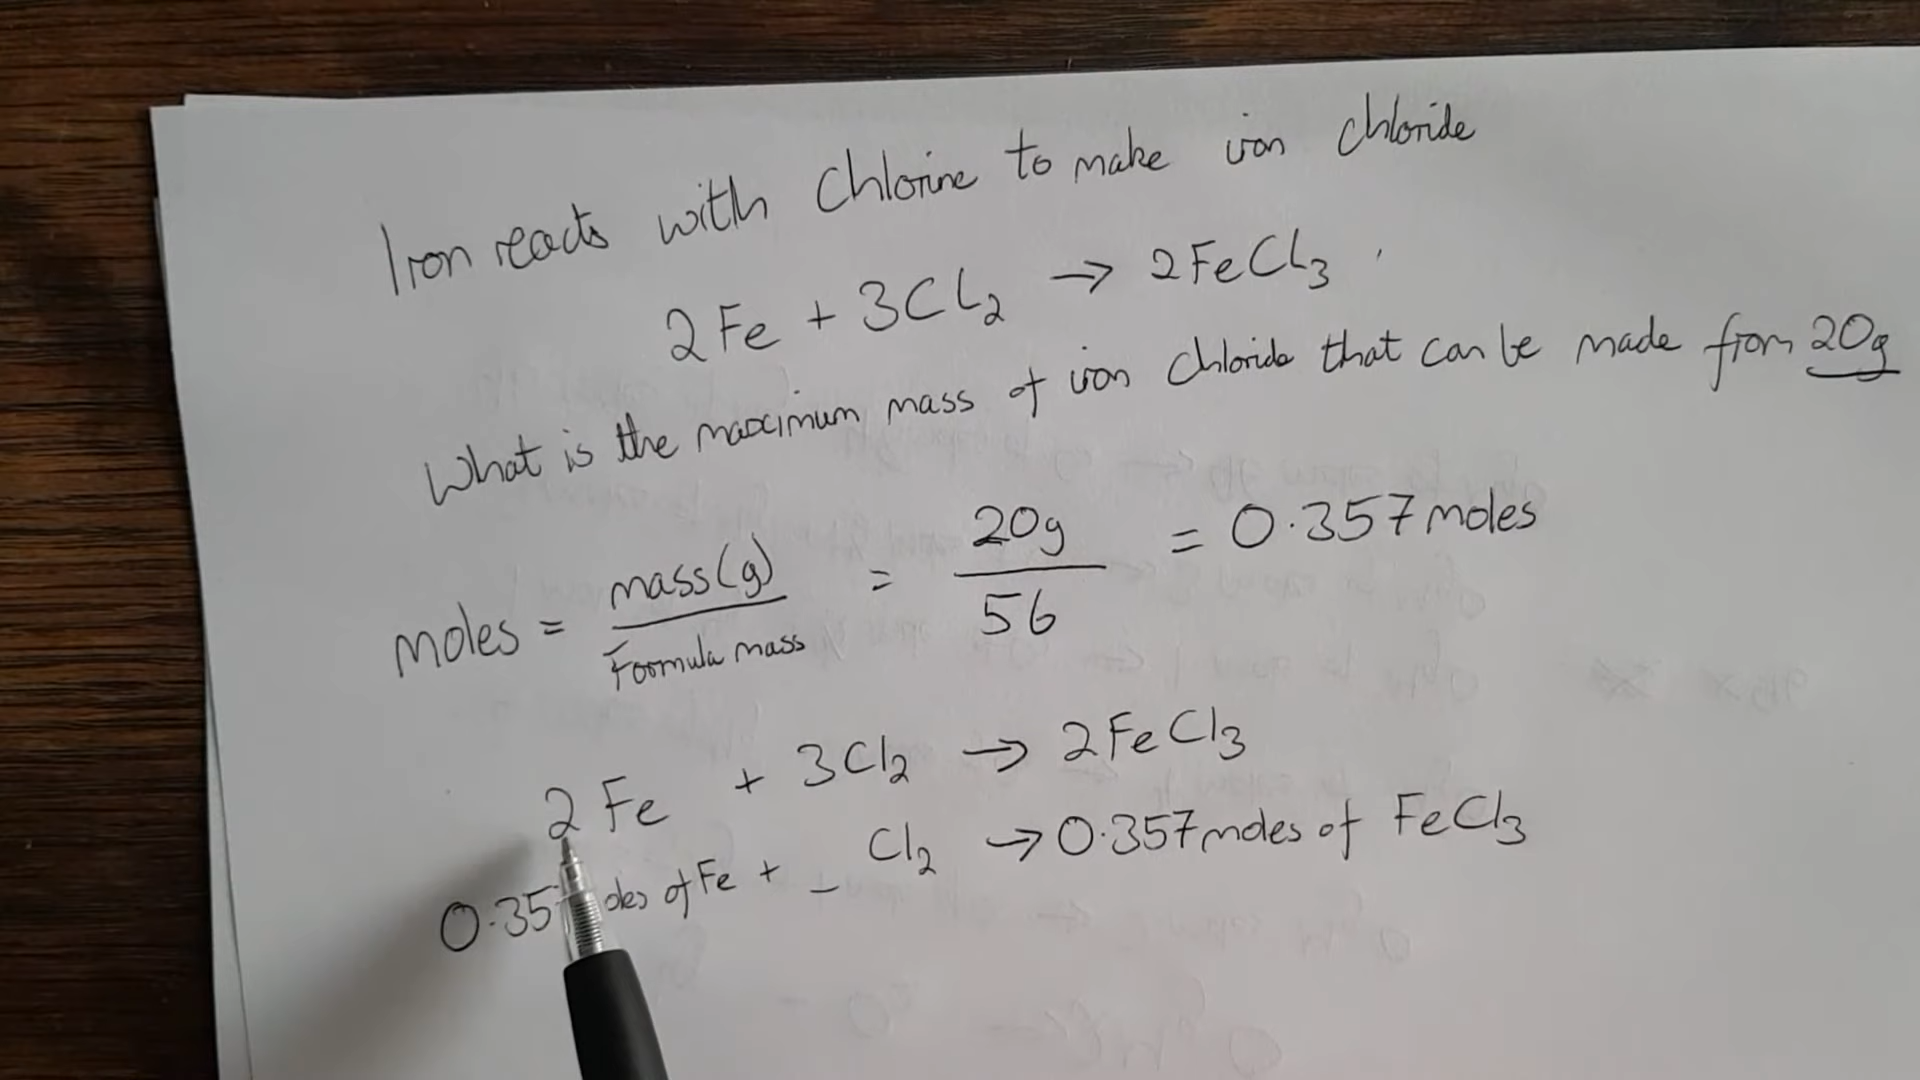 Iron reacts with Chlorine to make iron chloride
2Fe + 3Cl₂ → 2FeCl₃
What is the maximum mass of iron chloride that can be made from 20g
moles = mass(g) / Formula mass = 20g / 56 = 0.357 moles
2Fe + 3Cl₂ → 2FeCl₃
0.35 of Fe + _ Cl₂ → 0.357 moles of FeCl₃